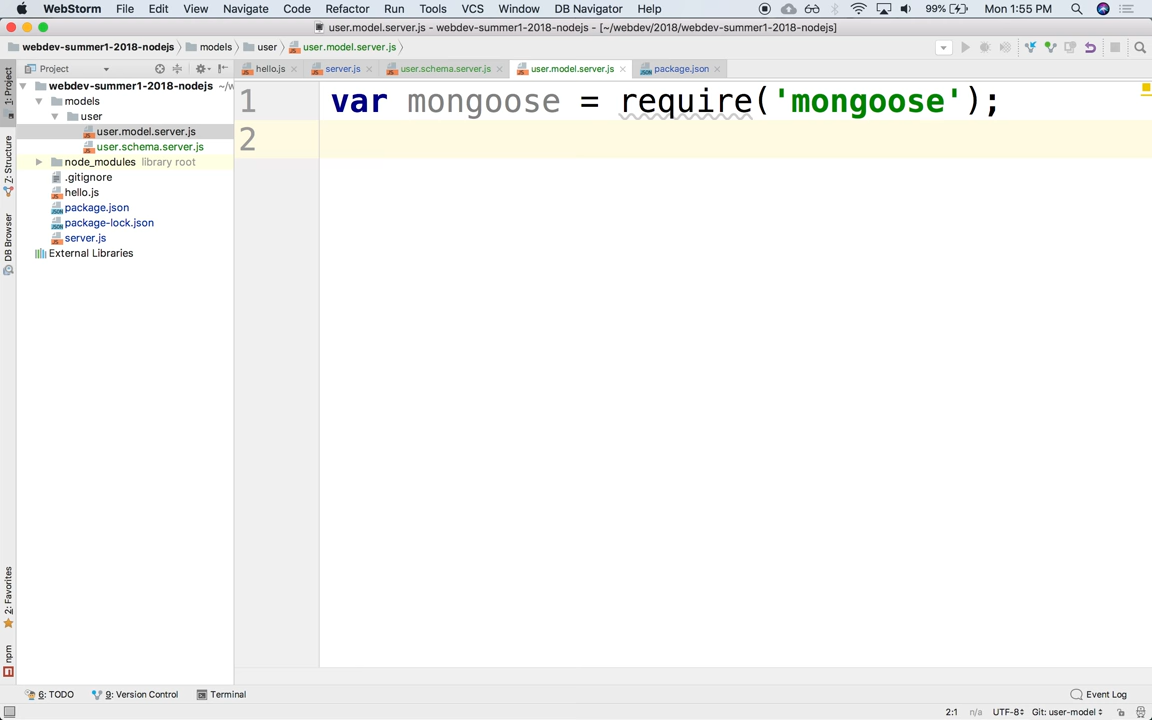 WebStorm File Edit View Navigate Code Refactor Run Tools VCS Window DB Navigator Help 99% Mon 1:55 PM
user.model.server.js - webdev-summer1-2018-nodejs - [~/webdev/2018/webdev-summer1-2018-nodejs]
webdev-summer1-2018-nodejs models user user.model.server.js
Project hello.js server.js user.schema.server.js user.model.server.js package.json
1: Project
7: Structure
DB Browser
2: Favorites
npm
webdev-summer1-2018-nodejs ~/w
models
user
user.model.server.js
user.schema.server.js
node_modules library root
.gitignore
hello.js
package.json
package-lock.json
server.js
External Libraries
1 var mongoose = require('mongoose');
2
6: TODO 9: Version Control Terminal Event Log
2:1 n/a UTF-8 Git: user-model